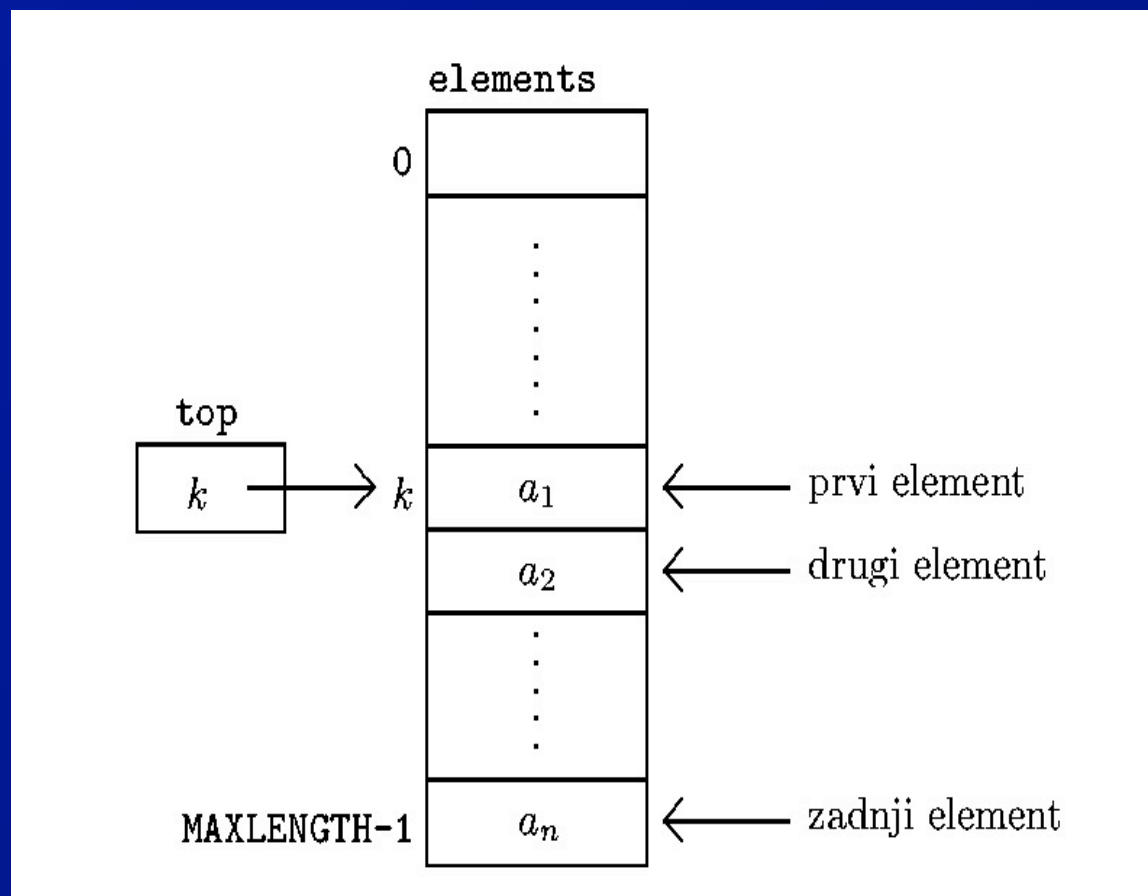 elements
0
top
k
k
a₁
prvi element
a₂
drugi element
MAXLENGTH-1
aₙ
zadnji element